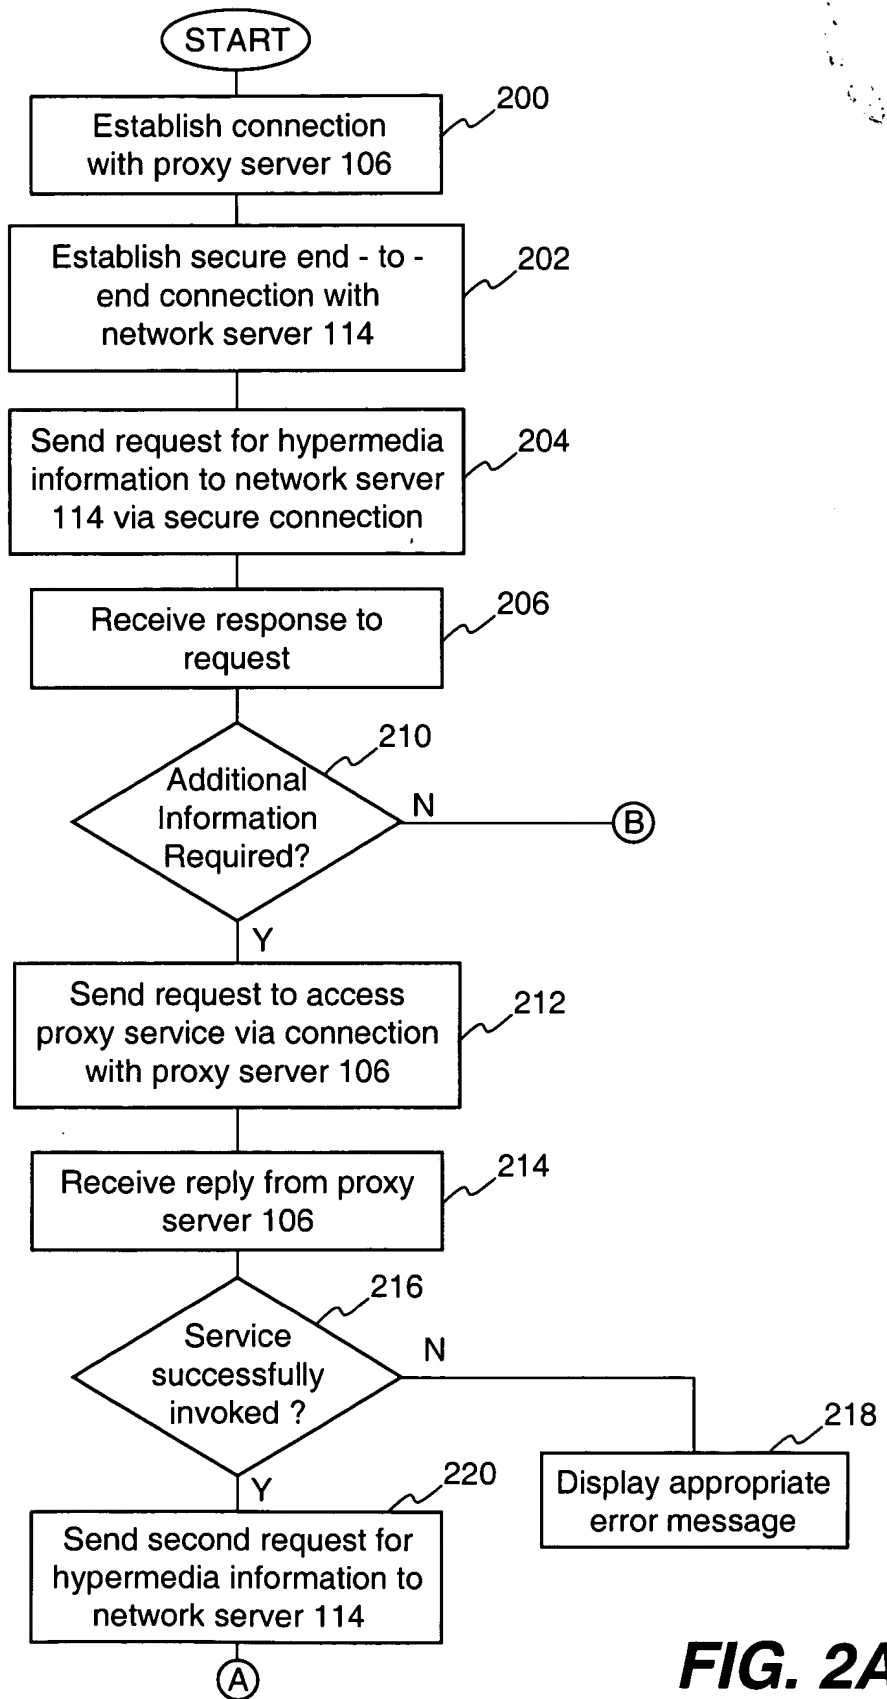 START
200
Establish connection
with proxy server 106
Establish secure end - to -
end connection with
network server 114
202
Send request for hypermedia
information to network server
114 via secure connection
204
Receive response to
request
206
210
Additional
Information
Required?
N
B
Y
Send request to access
proxy service via connection
with proxy server 106
212
Receive reply from proxy
server 106
214
216
Service
successfully
invoked ?
N
218
Display appropriate
error message
Y
220
Send second request for
hypermedia information to
network server 114
A
FIG. 2A